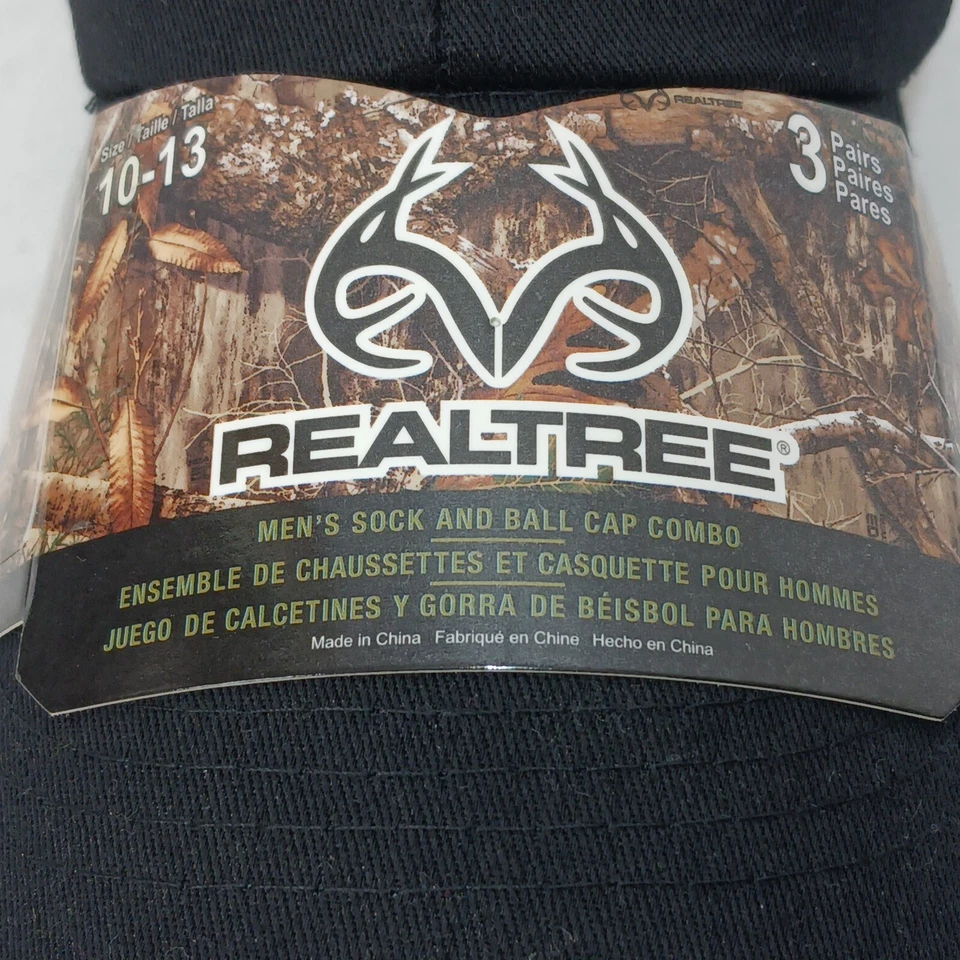 Size / Taille / Talla
10-13
REALTREE
3 Pairs
Paires
Pares
REALTREE®
MEN'S SOCK AND BALL CAP COMBO
ENSEMBLE DE CHAUSSETTES ET CASQUETTE POUR HOMMES
JUEGO DE CALCETINES Y GORRA DE BÉISBOL PARA HOMBRES
Made in China Fabriqué en Chine Hecho en China